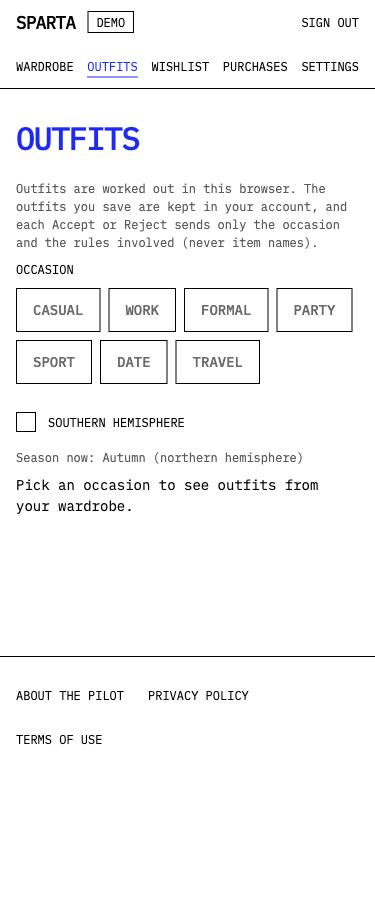 SPARTA DEMO SIGN OUT
WARDROBE OUTFITS WISHLIST PURCHASES SETTINGS
OUTFITS
Outfits are worked out in this browser. The
outfits you save are kept in your account, and
each Accept or Reject sends only the occasion
and the rules involved (never item names).
OCCASION
CASUAL WORK FORMAL PARTY
SPORT DATE TRAVEL
SOUTHERN HEMISPHERE
Season now: Autumn (northern hemisphere)
Pick an occasion to see outfits from
your wardrobe.
ABOUT THE PILOT PRIVACY POLICY
TERMS OF USE